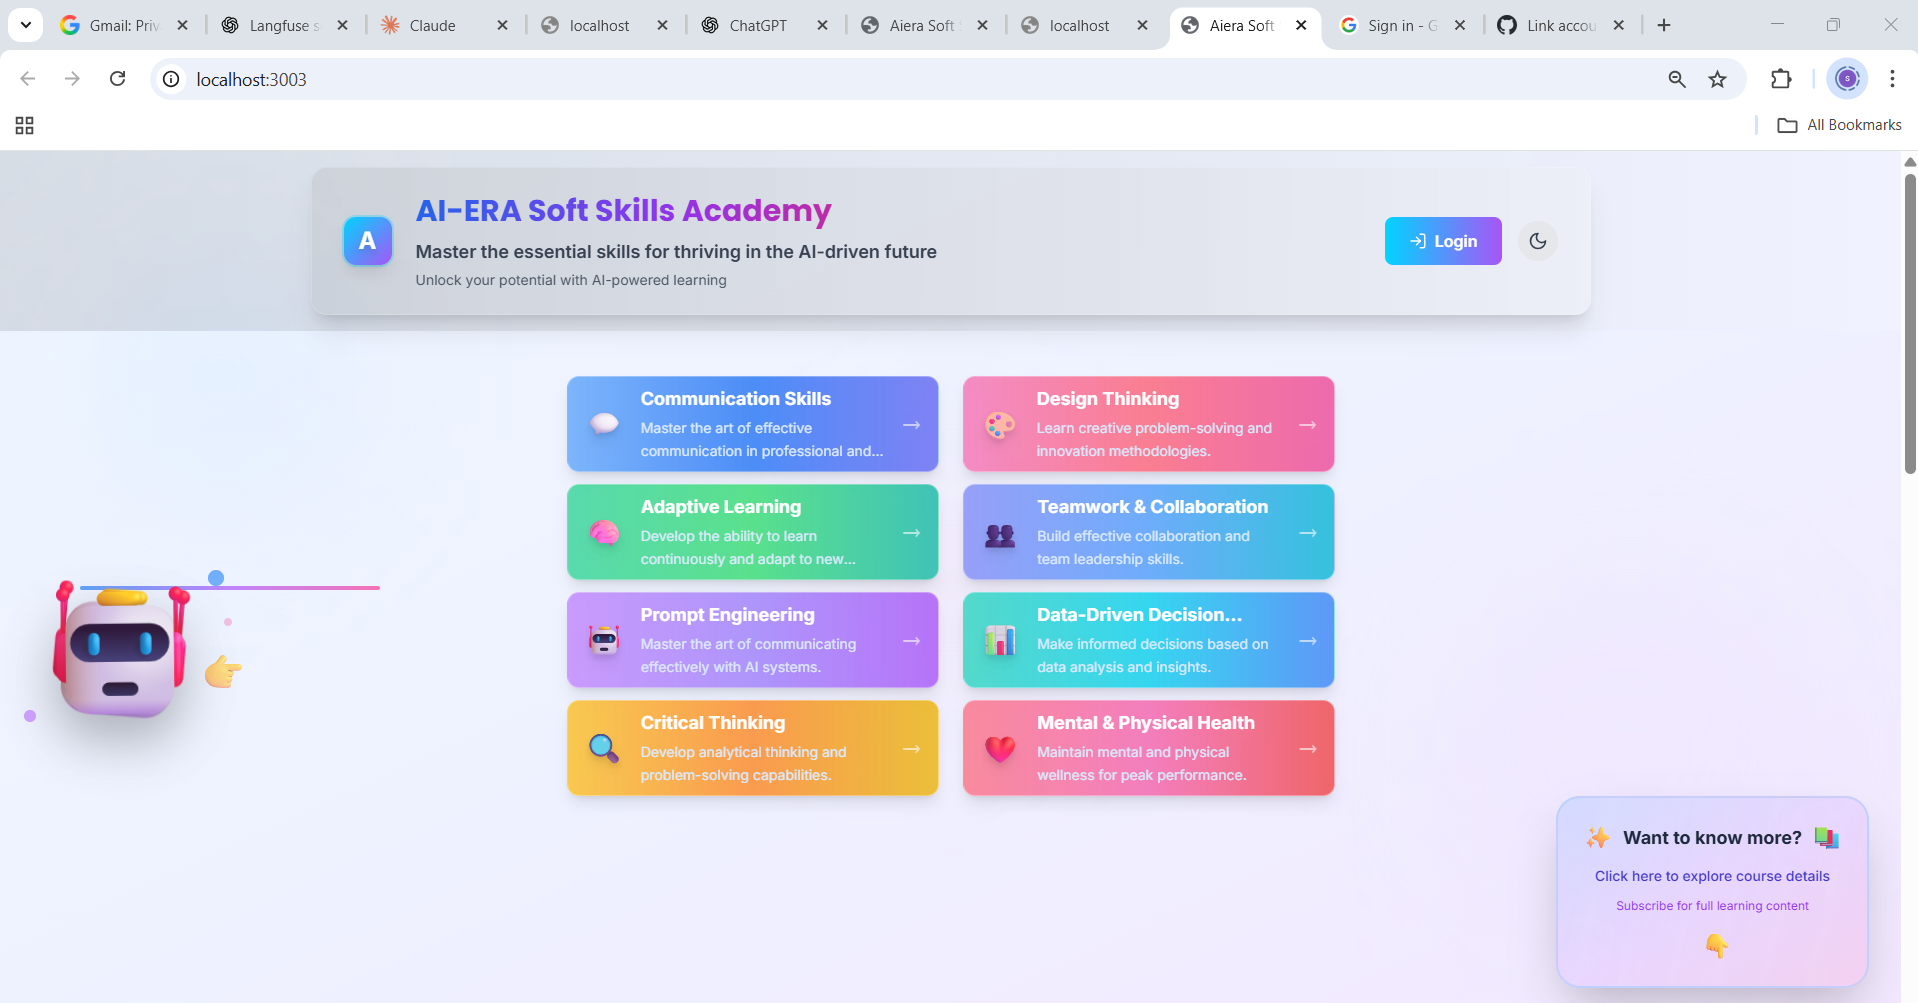 Gmail: Priv
Langfuse s
Claude
localhost
ChatGPT
Aiera Soft S
localhost
Aiera Soft
Sign in - G
Link accou
localhost:3003
S
All Bookmarks
A
AI-ERA Soft Skills Academy
Master the essential skills for thriving in the AI-driven future
Unlock your potential with AI-powered learning
Login
Communication Skills
Master the art of effective
communication in professional and...
Design Thinking
Learn creative problem-solving and
innovation methodologies.
Adaptive Learning
Develop the ability to learn
continuously and adapt to new...
Teamwork & Collaboration
Build effective collaboration and
team leadership skills.
Prompt Engineering
Master the art of communicating
effectively with AI systems.
Data-Driven Decision...
Make informed decisions based on
data analysis and insights.
Critical Thinking
Develop analytical thinking and
problem-solving capabilities.
Mental & Physical Health
Maintain mental and physical
wellness for peak performance.
Want to know more?
Click here to explore course details
Subscribe for full learning content